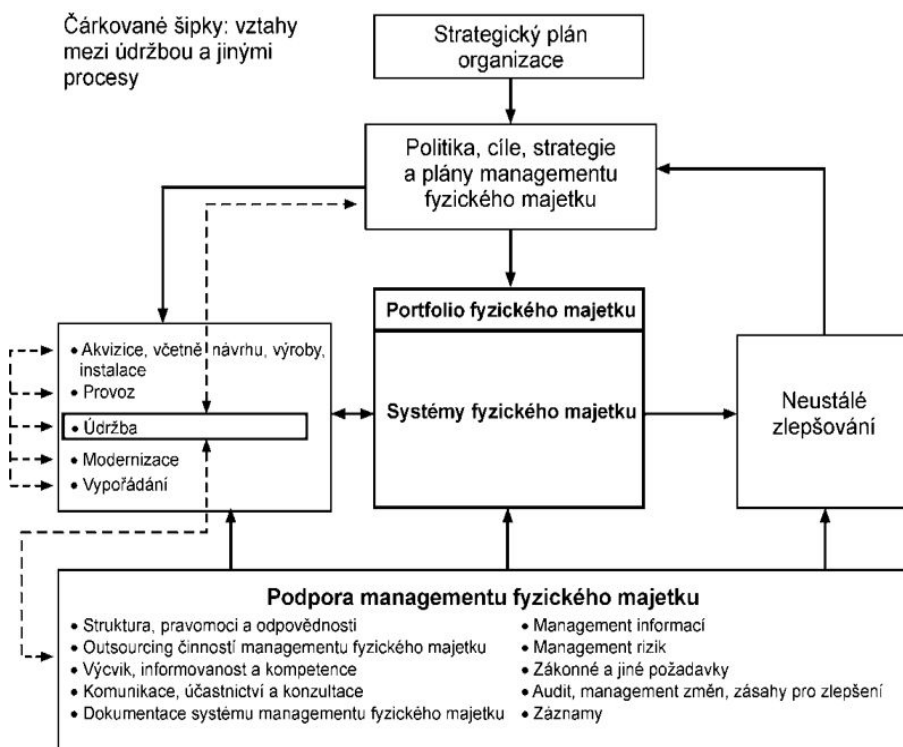 Čárkované šipky: vztahy
mezi údržbou a jinými
procesy
Strategický plán
organizace
Politika, cíle, strategie
a plány managementu
fyzického majetku
Portfolio fyzického majetku
Systémy fyzického majetku
• Akvizice, včetně návrhu, výroby,
instalace
• Provoz
• Údržba
• Modernizace
• Vypořádání
Neustálé
zlepšování
Podpora managementu fyzického majetku
• Struktura, pravomoci a odpovědnosti
• Outsourcing činností managementu fyzického majetku
• Výcvik, informovanost a kompetence
• Komunikace, účastnictví a konzultace
• Dokumentace systému managementu fyzického majetku
• Management informací
• Management rizik
• Zákonné a jiné požadavky
• Audit, management změn, zásahy pro zlepšení
• Záznamy